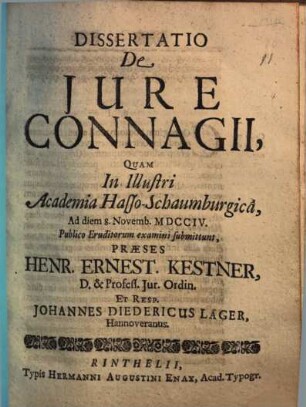 DISSERTATIO
De
JURE
CONNAGII,
QUAM
In Illustri
Academia Hasso-Schaumburgicâ,
Ad diem 8. Novemb. MDCCIV.
Publico Eruditorum examini submittunt,
PRÆSES
HENR. ERNEST. KESTNER,
D. & Profess. Jur. Ordin.
ET RESP.
JOHANNES DIEDERICUS LAGER,
Hannoveranus.
RINTHELII,
Typis HERMANNI AUGUSTINI ENAX, Acad. Typogr.